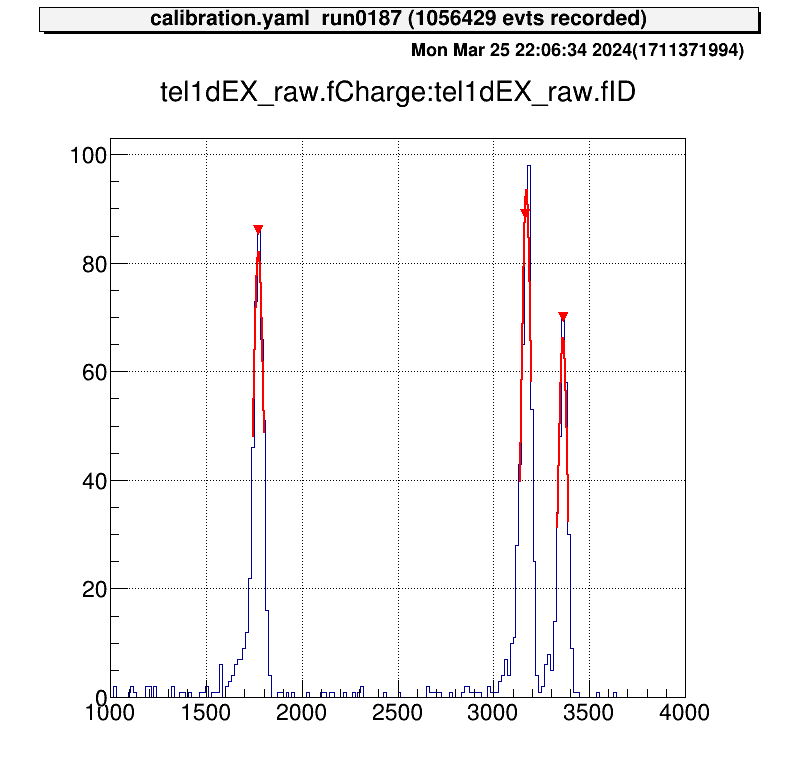 calibration.yaml run0187 (1056429 evts recorded)
Mon Mar 25 22:06:34 2024(1711371994)
tel1dEX_raw.fCharge:tel1dEX_raw.fID
100
80
60
40
20
0
1000 1500 2000 2500 3000 3500 4000